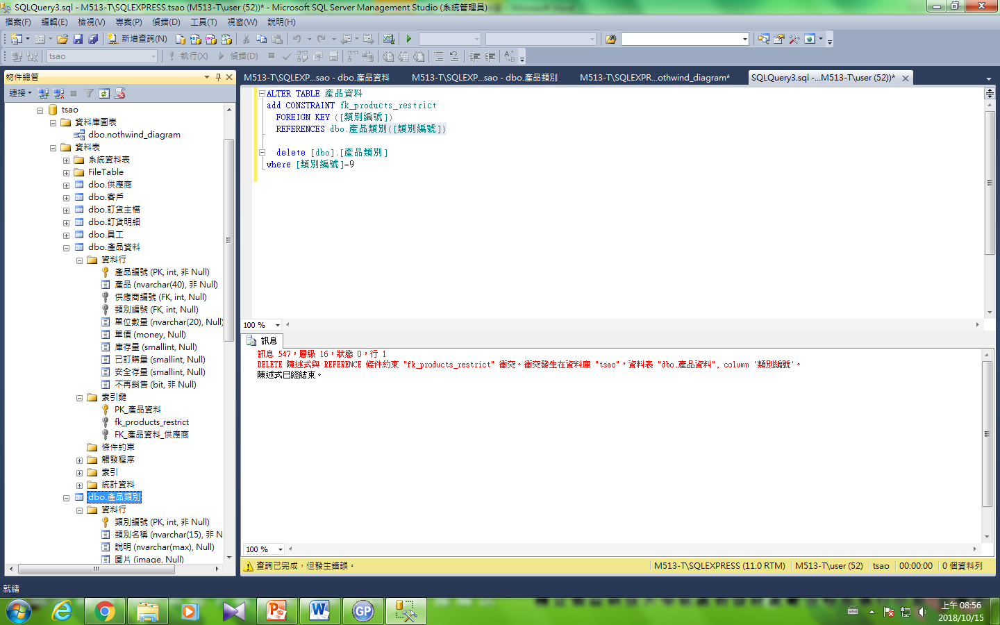 SQLQuery3.sql - M513-T\SQLEXPRESS.tsao (M513-T\user (52))* - Microsoft SQL Server Management Studio (系統管理員)
檔案(F) 編輯(E) 檢視(V) 專案(P) 偵錯(D) 工具(T) 視窗(W) 說明(H)
新增查詢(N)
tsao 執行(X) 偵錯(D)
物件總管
連接
tsao
資料庫圖表
dbo.nothwind_diagram
資料表
系統資料表
FileTable
dbo.供應商
dbo.客戶
dbo.訂貨主檔
dbo.訂貨明細
dbo.員工
dbo.產品資料
資料行
產品編號 (PK, int, 非 Null)
產品 (nvarchar(40), 非 Null)
供應商編號 (FK, int, Null)
類別編號 (FK, int, Null)
單位數量 (nvarchar(20), Null)
單價 (money, Null)
庫存量 (smallint, Null)
已訂購量 (smallint, Null)
安全存量 (smallint, Null)
不再銷售 (bit, 非 Null)
索引鍵
PK_產品資料
fk_products_restrict
FK_產品資料_供應商
條件約束
觸發程序
索引
統計資料
dbo.產品類別
資料行
類別編號 (PK, int, 非 Null)
類別名稱 (nvarchar(15), 非 N
說明 (nvarchar(max), Null)
圖片 (image, Null)
M513-T\SQLEXP...sao - dbo.產品資料 M513-T\SQLEXP...sao - dbo.產品類別 M513-T\SQLEXPR...othwind_diagram* SQLQuery3.sql -...M513-T\user (52))*
ALTER TABLE 產品資料
add CONSTRAINT fk_products_restrict
FOREIGN KEY ([類別編號])
REFERENCES dbo.產品類別([類別編號])
delete [dbo].[產品類別]
where [類別編號]=9
100 %
訊息
訊息 547，層級 16，狀態 0，行 1
DELETE 陳述式與 REFERENCE 條件約束 "fk_products_restrict" 衝突。衝突發生在資料庫 "tsao"，資料表 "dbo.產品資料", column '類別編號'。
陳述式已經結束。
100 %
查詢已完成，但發生錯誤。 M513-T\SQLEXPRESS (11.0 RTM) M513-T\user (52) tsao 00:00:00 0 個資料列
就緒
上午 08:56
2018/10/15